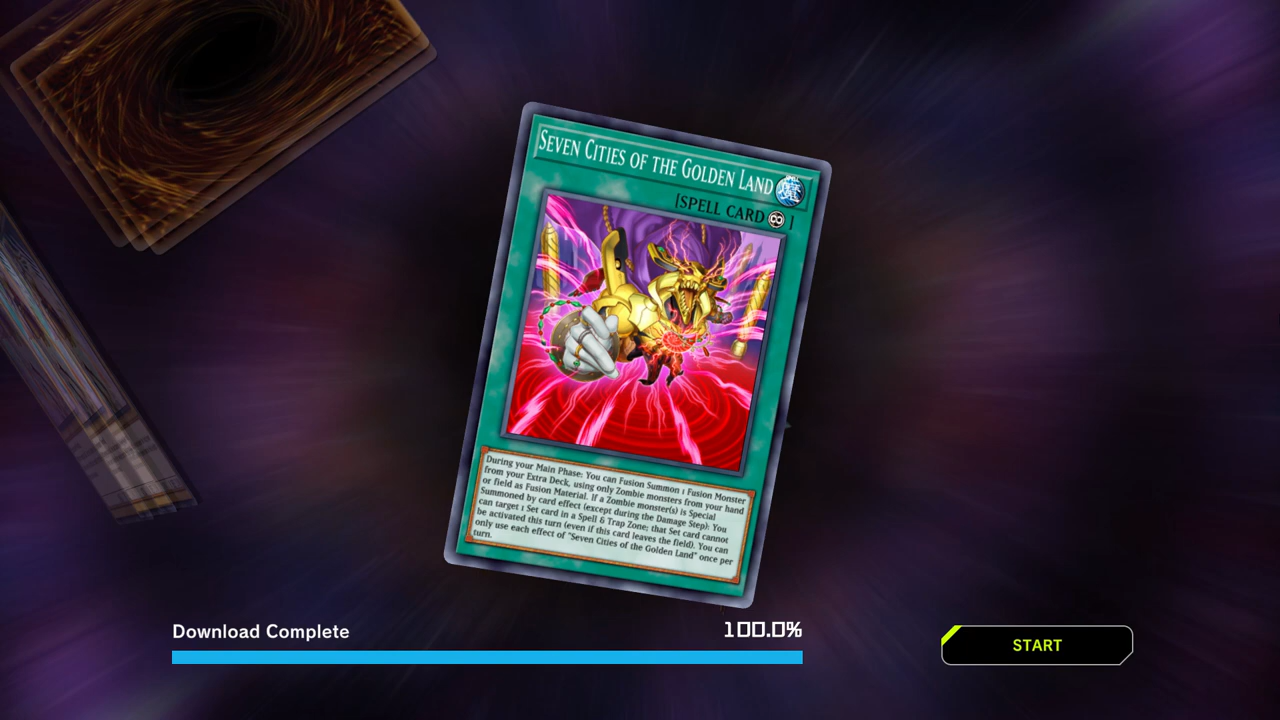 SEVEN CITIES OF THE GOLDEN LAND
[SPELL CARD ]
During your Main Phase: You can Fusion Summon 1 Fusion Monster
from your Extra Deck, using only Zombie monsters from your hand
or field as Fusion Material. If a Zombie monster(s) is Special
Summoned by card effect (except during the Damage Step): You
can target 1 Set card in a Spell & Trap Zone; that Set card cannot
be activated this turn (even if this card leaves the field). You can
only use each effect of "Seven Cities of the Golden Land" once per
turn.
Download Complete
100.0%
START